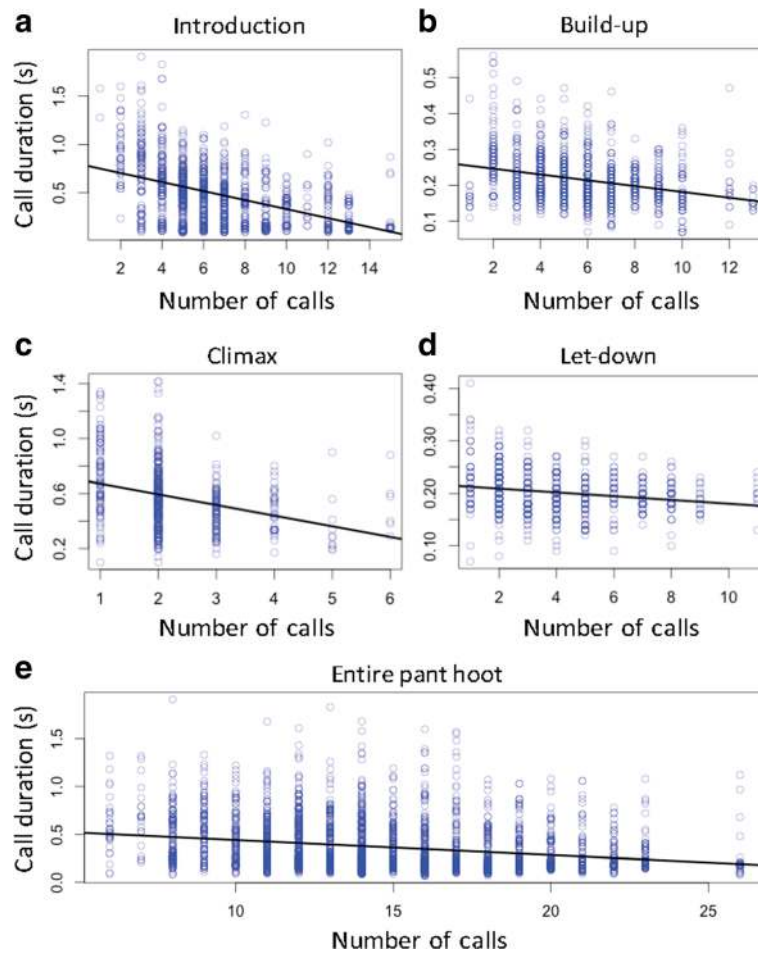 a Introduction
Call duration (s)
0.5 1.0 1.5
2 4 6 8 10 12 14
Number of calls
b Build-up
0.1 0.2 0.3 0.4 0.5
2 4 6 8 10 12
Number of calls
c Climax
Call duration (s)
0.2 0.6 1.0 1.4
1 2 3 4 5 6
Number of calls
d Let-down
0.10 0.20 0.30 0.40
2 4 6 8 10
Number of calls
e Entire pant hoot
Call duration (s)
0.0 0.5 1.0 1.5
10 15 20 25
Number of calls